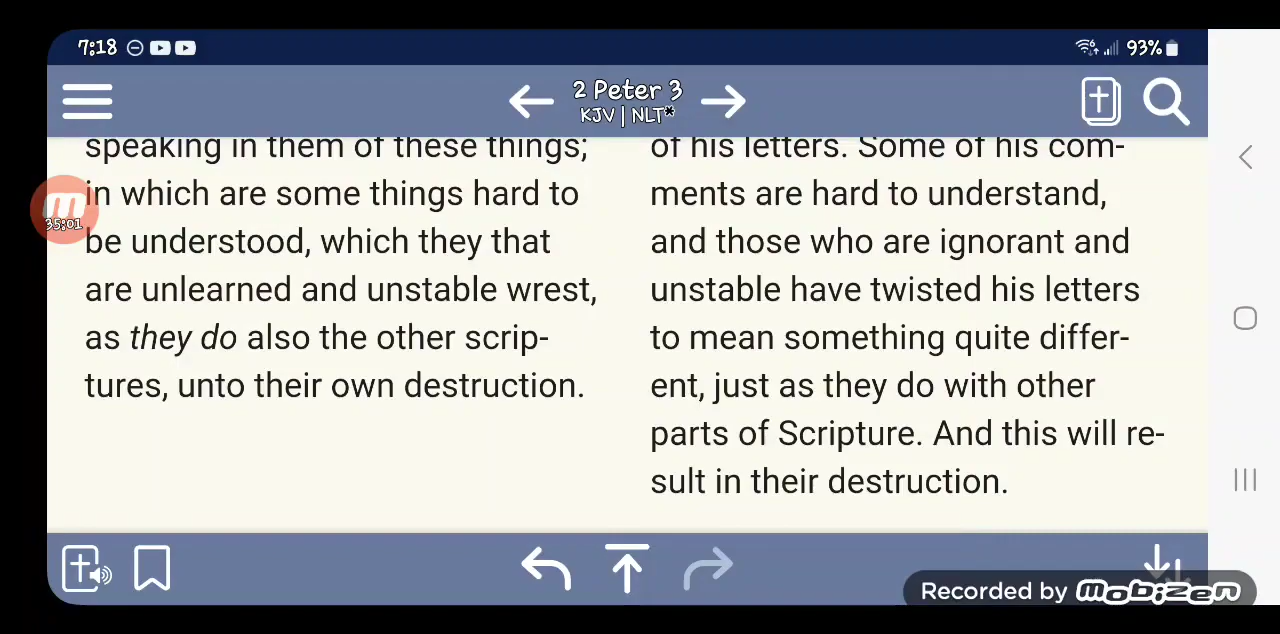 7:18
93%
2 Peter 3
KJV | NLT*
speaking in them of these things;
in which are some things hard to
be understood, which they that
are unlearned and unstable wrest,
as they do also the other scrip-
tures, unto their own destruction.
of his letters. Some of his com-
ments are hard to understand,
and those who are ignorant and
unstable have twisted his letters
to mean something quite differ-
ent, just as they do with other
parts of Scripture. And this will re-
sult in their destruction.
m
35:01
Recorded by mobizen